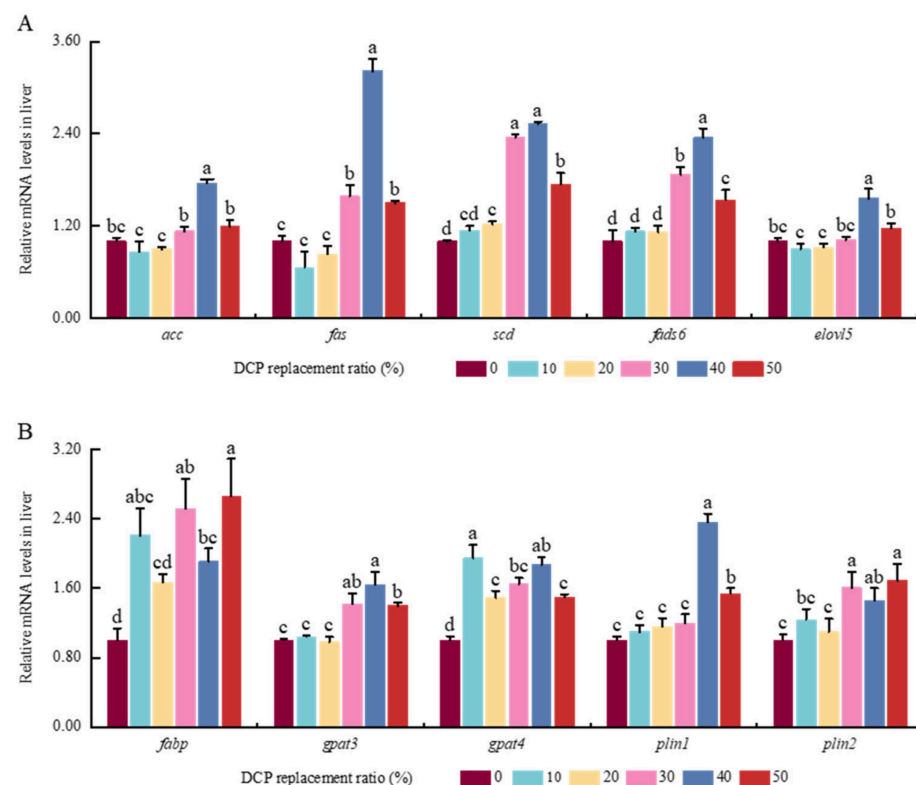 A
3.60
a
a
a
a
a
2.40
b
b
b
a
c
b
b
bc
c
c
b
c
c
c
d
cd
c
d
d
d
bc
c
c
bc
b
1.20
0.00
Relative mRNA levels in liver
acc
fas
scd
fads6
elovl5
DCP replacement ratio (%)
0
10
20
30
40
50
B
3.20
a
ab
abc
a
2.40
cd
bc
a
ab
bc
c
a
ab
b
b
a
ab
a
1.60
d
c
c
c
d
c
c
c
c
c
bc
c
0.80
0.00
Relative mRNA levels in liver
fabp
gpat3
gpat4
plin1
plin2
DCP replacement ratio (%)
0
10
20
30
40
50